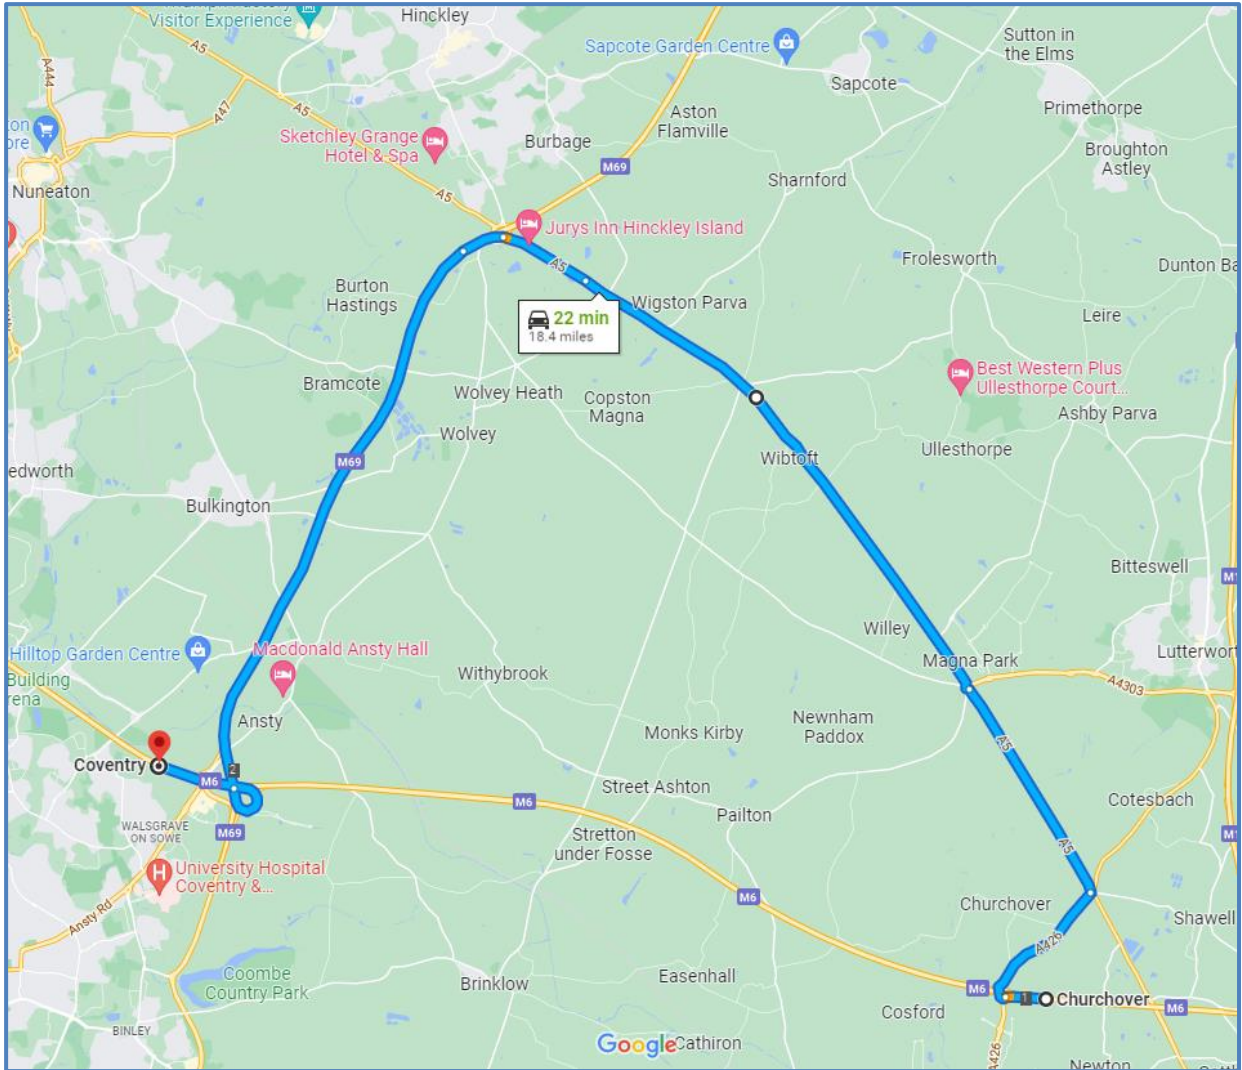 Visitor Experience
Hinckley
Sutton in
the Elms
Sapcote Garden Centre
A5
A444
Sapcote
A47
A5
Primethorpe
Aston
Flamville
Sketchley Grange
Hotel & Spa
Burbage
Broughton
Astley
M69
Nuneaton
Sharnford
A5
Jurys Inn Hinckley Island
Frolesworth
A5
Burton
Hastings
Wigston Parva
22 min
18.4 miles
Leire
Best Western Plus
Ullesthorpe Court...
Bramcote
Wolvey Heath
Copston
Magna
Ashby Parva
Wolvey
Ullesthorpe
Wibtoft
M69
Bulkington
Bitteswell
Willey
Hilltop Garden Centre
Macdonald Ansty Hall
Magna Park
Withybrook
A4303
Building
Ansty
Newnham
Paddox
Monks Kirby
A5
Coventry
2
M6
Street Ashton
M6
Cotesbach
Pailton
WALSGRAVE
ON SOWE
M69
Stretton
under Fosse
A5
H
University Hospital
Coventry &...
M6
Churchover
Ansty Rd
Shawell
A426
Coombe
Country Park
Brinklow
Easenhall
M6
1
Churchover
M6
Cosford
BINLEY
Google
Cathiron
A426
Newton